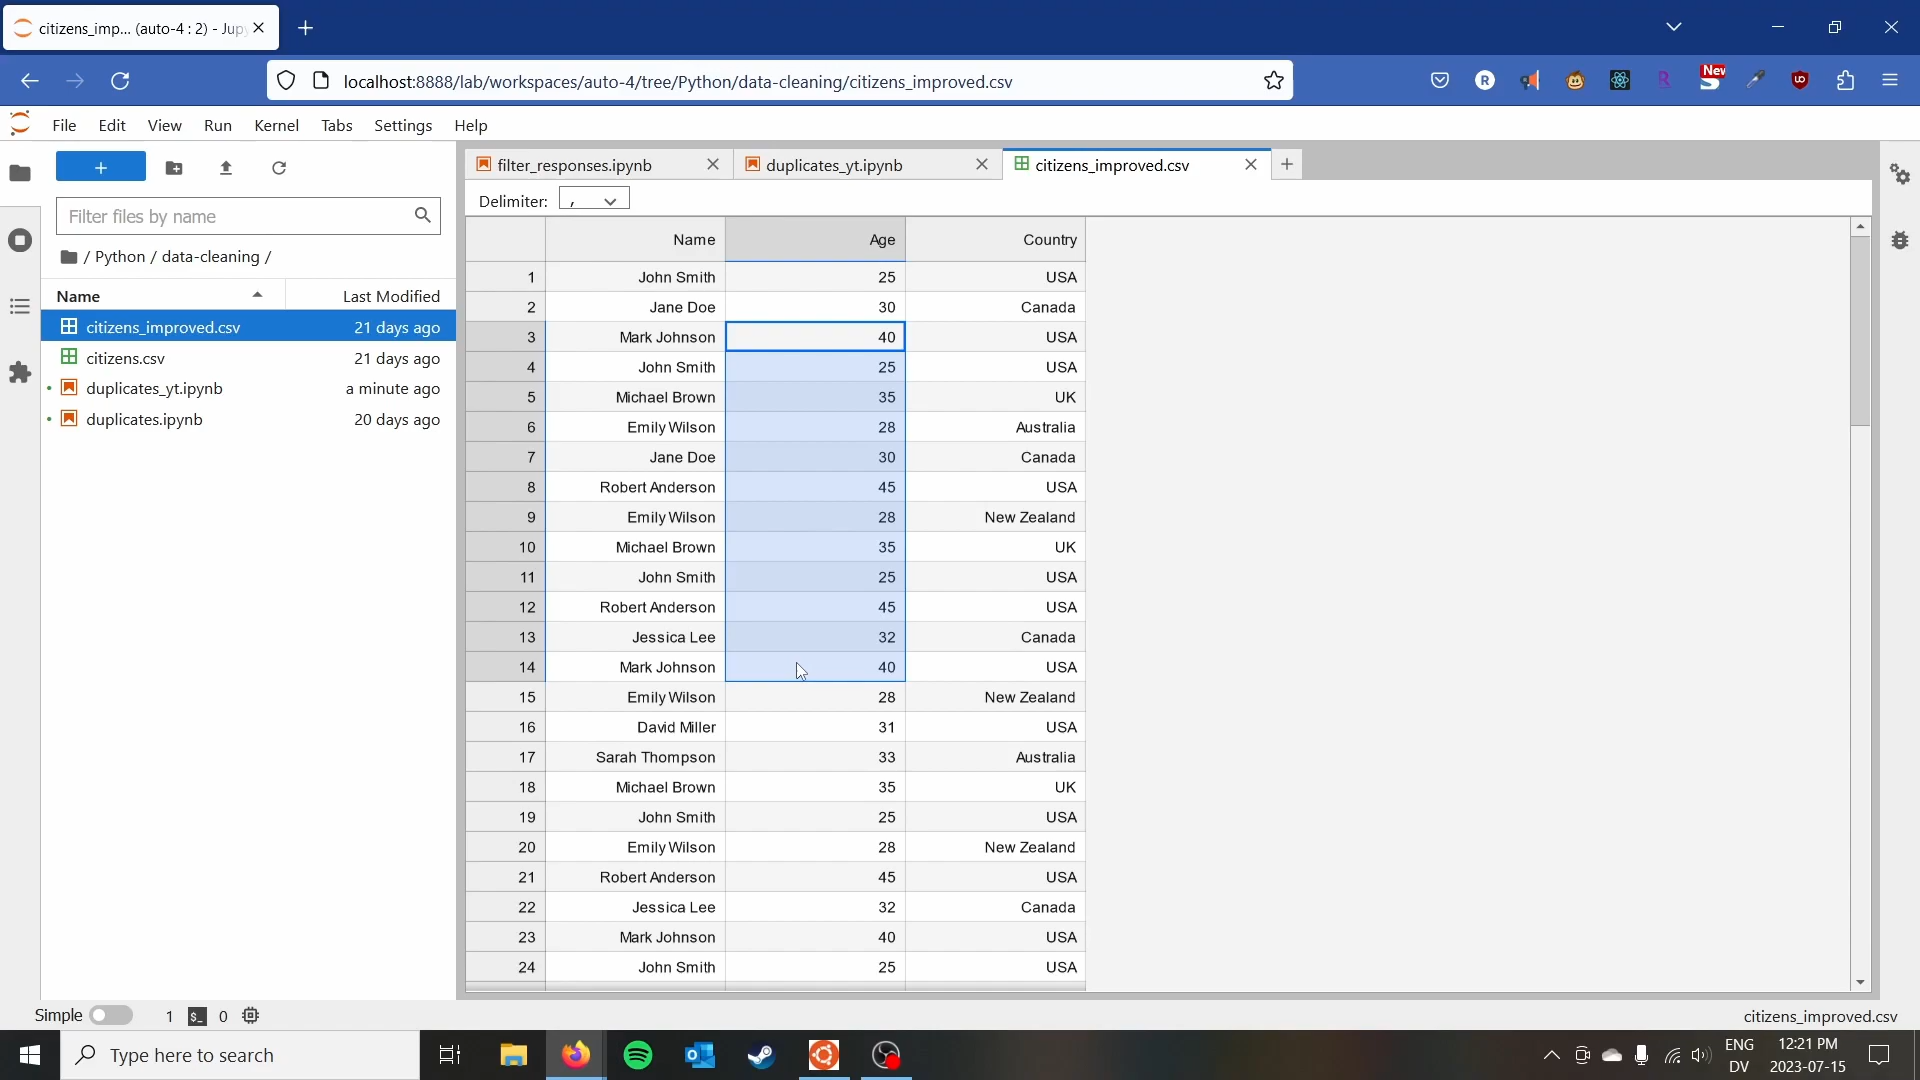 citizens_imp... (auto-4 : 2) - Jup
localhost:8888/lab/workspaces/auto-4/tree/Python/data-cleaning/citizens_improved.csv
R
R
New
File Edit View Run Kernel Tabs Settings Help
filter_responses.ipynb duplicates_yt.ipynb citizens_improved.csv
Filter files by name
/ Python / data-cleaning /
Name Last Modified
citizens_improved.csv 21 days ago
citizens.csv 21 days ago
duplicates_yt.ipynb a minute ago
duplicates.ipynb 20 days ago
Delimiter: ,
Name Age Country
1 John Smith 25 USA
2 Jane Doe 30 Canada
3 Mark Johnson 40 USA
4 John Smith 25 USA
5 Michael Brown 35 UK
6 Emily Wilson 28 Australia
7 Jane Doe 30 Canada
8 Robert Anderson 45 USA
9 Emily Wilson 28 New Zealand
10 Michael Brown 35 UK
11 John Smith 25 USA
12 Robert Anderson 45 USA
13 Jessica Lee 32 Canada
14 Mark Johnson 40 USA
15 Emily Wilson 28 New Zealand
16 David Miller 31 USA
17 Sarah Thompson 33 Australia
18 Michael Brown 35 UK
19 John Smith 25 USA
20 Emily Wilson 28 New Zealand
21 Robert Anderson 45 USA
22 Jessica Lee 32 Canada
23 Mark Johnson 40 USA
24 John Smith 25 USA
Simple 1 $_ 0 citizens_improved.csv
Type here to search
ENG
DV
12:21 PM
2023-07-15